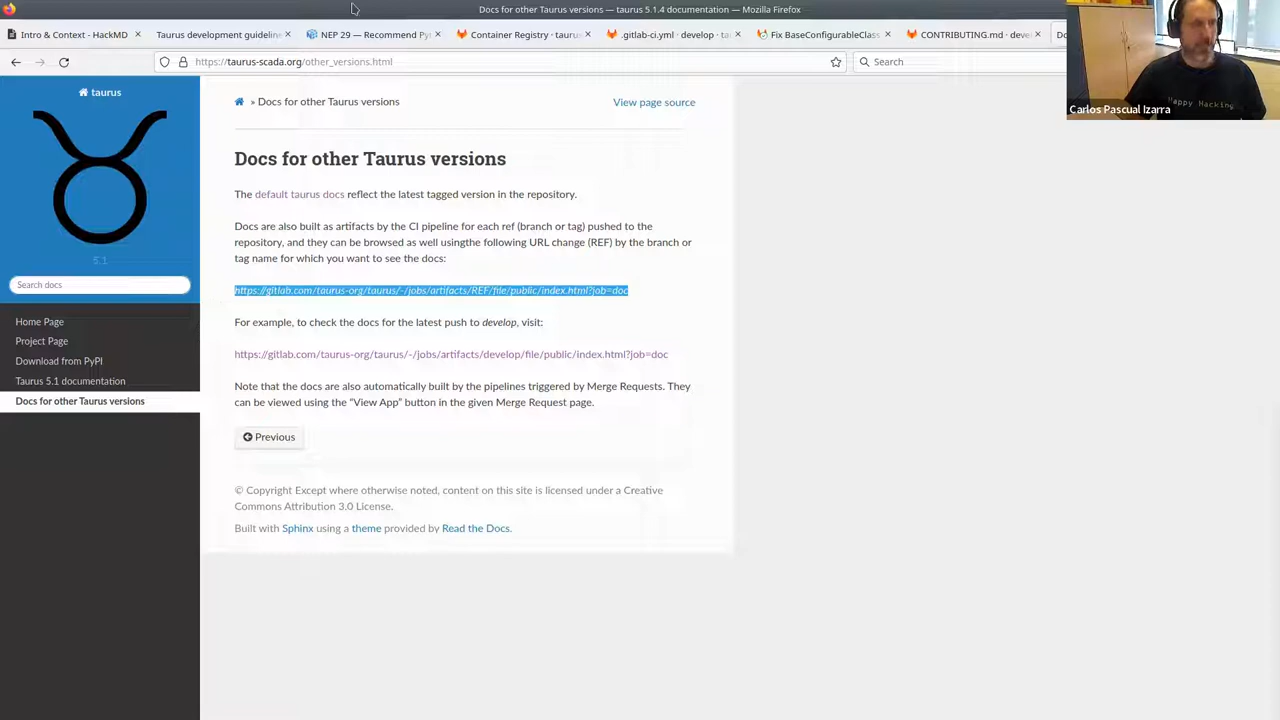 Docs for other Taurus versions — taurus 5.1.4 documentation — Mozilla Firefox
Intro & Context - HackMD
Taurus development guideline
NEP 29 — Recommend Py
Container Registry · taurus
.gitlab-ci.yml · develop · ta
Fix BaseConfigurableClass
CONTRIBUTING.md · deve
https://taurus-scada.org/other_versions.html
Search
taurus
5.1
Search docs
Home Page
Project Page
Download from PyPI
Taurus 5.1 documentation
Docs for other Taurus versions
» Docs for other Taurus versions
View page source
Docs for other Taurus versions
The default taurus docs reflect the latest tagged version in the repository.
Docs are also built as artifacts by the CI pipeline for each ref (branch or tag) pushed to the
repository, and they can be browsed as well usingthe following URL change (REF) by the branch or
tag name for which you want to see the docs:
https://gitlab.com/taurus-org/taurus/-/jobs/artifacts/REF/file/public/index.html?job=doc
For example, to check the docs for the latest push to develop, visit:
https://gitlab.com/taurus-org/taurus/-/jobs/artifacts/develop/file/public/index.html?job=doc
Note that the docs are also automatically built by the pipelines triggered by Merge Requests. They
can be viewed using the “View App” button in the given Merge Request page.
Previous
© Copyright Except where otherwise noted, content on this site is licensed under a Creative
Commons Attribution 3.0 License.
Built with Sphinx using a theme provided by Read the Docs.
Happy Hacking
Carlos Pascual Izarra